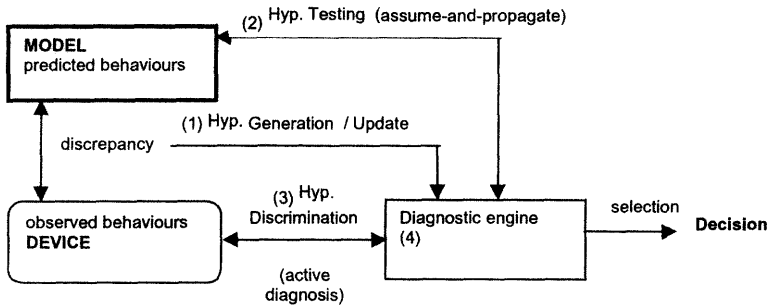 (2) Hyp. Testing (assume-and-propagate)
MODEL
predicted behaviours
(1) Hyp. Generation / Update
discrepancy
(3) Hyp.
Discrimination
observed behaviours
DEVICE
Diagnostic engine
(4)
selection
Decision
(active
diagnosis)